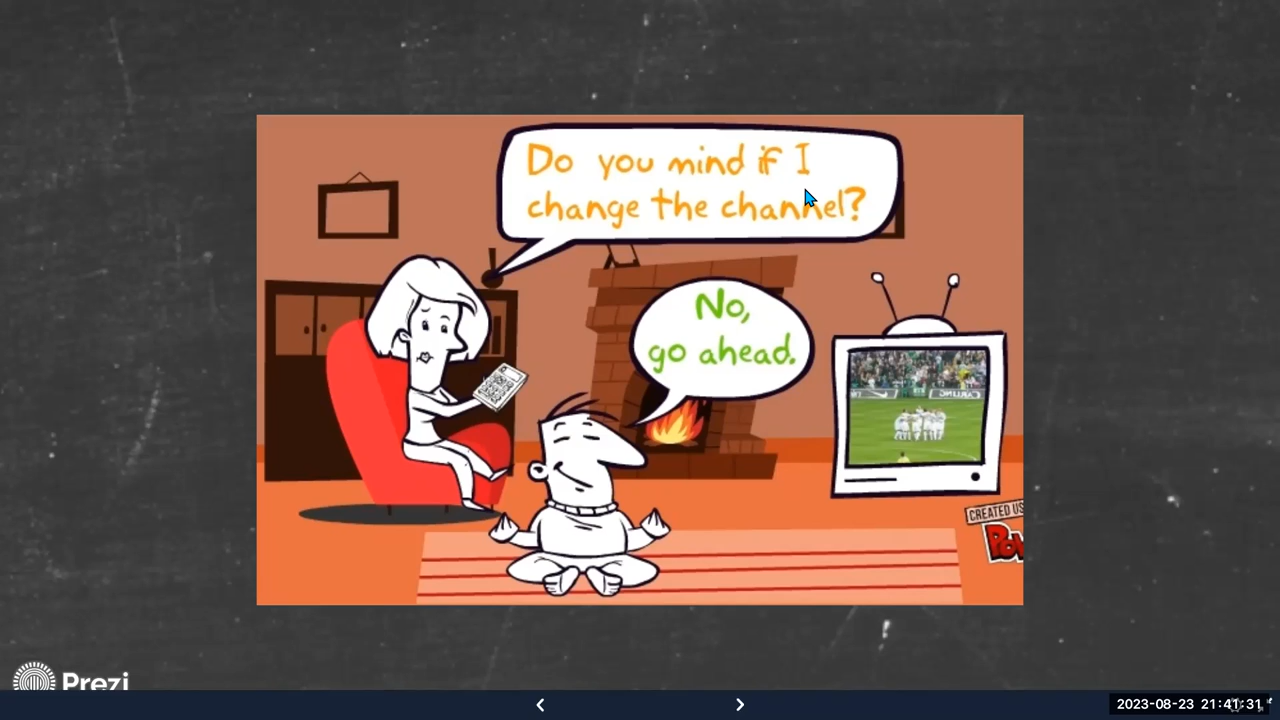 Do you mind if I
change the channel?
No,
go ahead.
CREATED US
Prezi
2023-08-23 21:41:31